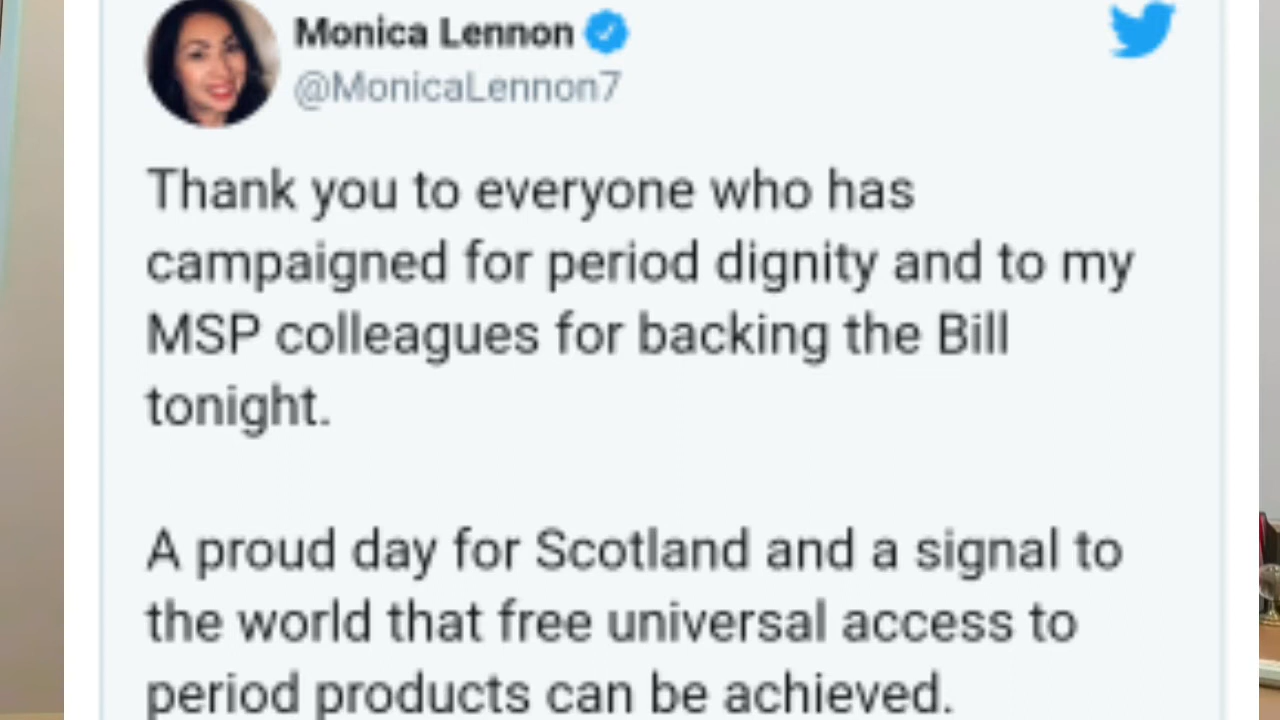 Monica Lennon
@MonicaLennon7
Thank you to everyone who has
campaigned for period dignity and to my
MSP colleagues for backing the Bill
tonight.
A proud day for Scotland and a signal to
the world that free universal access to
period products can be achieved.